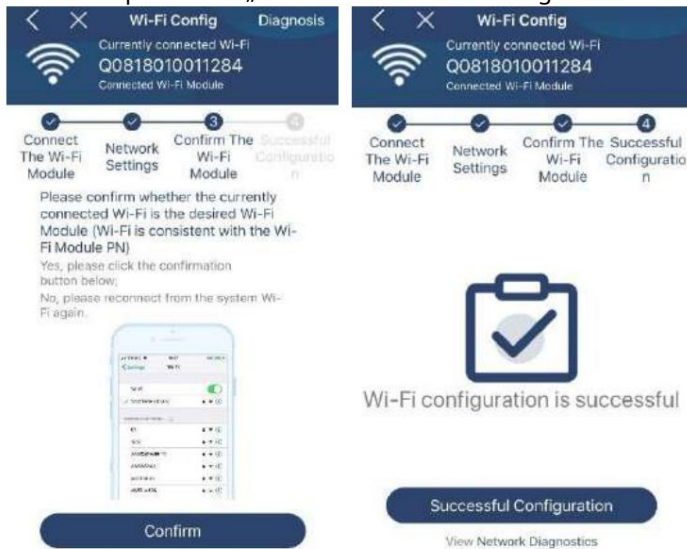 Wi-Fi Config Diagnosis
Currently connected Wi-Fi
Q0818010011284
Connected Wi-Fi Module
3
4
Connect
The Wi-Fi
Module
Network
Settings
Confirm The
Wi-Fi
Module
Successful
Configuratio
n
Please confirm whether the currently
connected Wi-Fi is the desired Wi-Fi
Module (Wi-Fi is consistent with the Wi-
Fi Module PN)
Yes, please click the confirmation
button below;
No, please reconnect from the system Wi-
Fi again.
Confirm
Wi-Fi Config
Currently connected Wi-Fi
Q0818010011284
Connected Wi-Fi Module
4
Connect
The Wi-Fi
Module
Network
Settings
Confirm The
Wi-Fi
Module
Successful
Configuratio
n
Wi-Fi configuration is successful
Successful Configuration
View Network Diagnostics